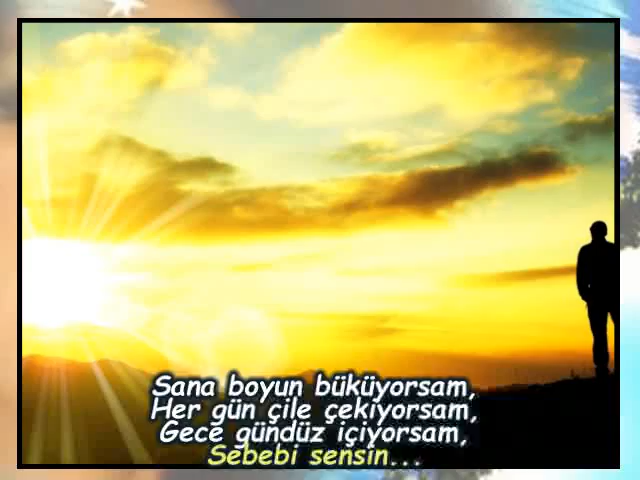 Sana boyun büküyorsam,
Her gün çile çekiyorsam,
Gece gündüz içiyorsam,
Sebebi sensin...